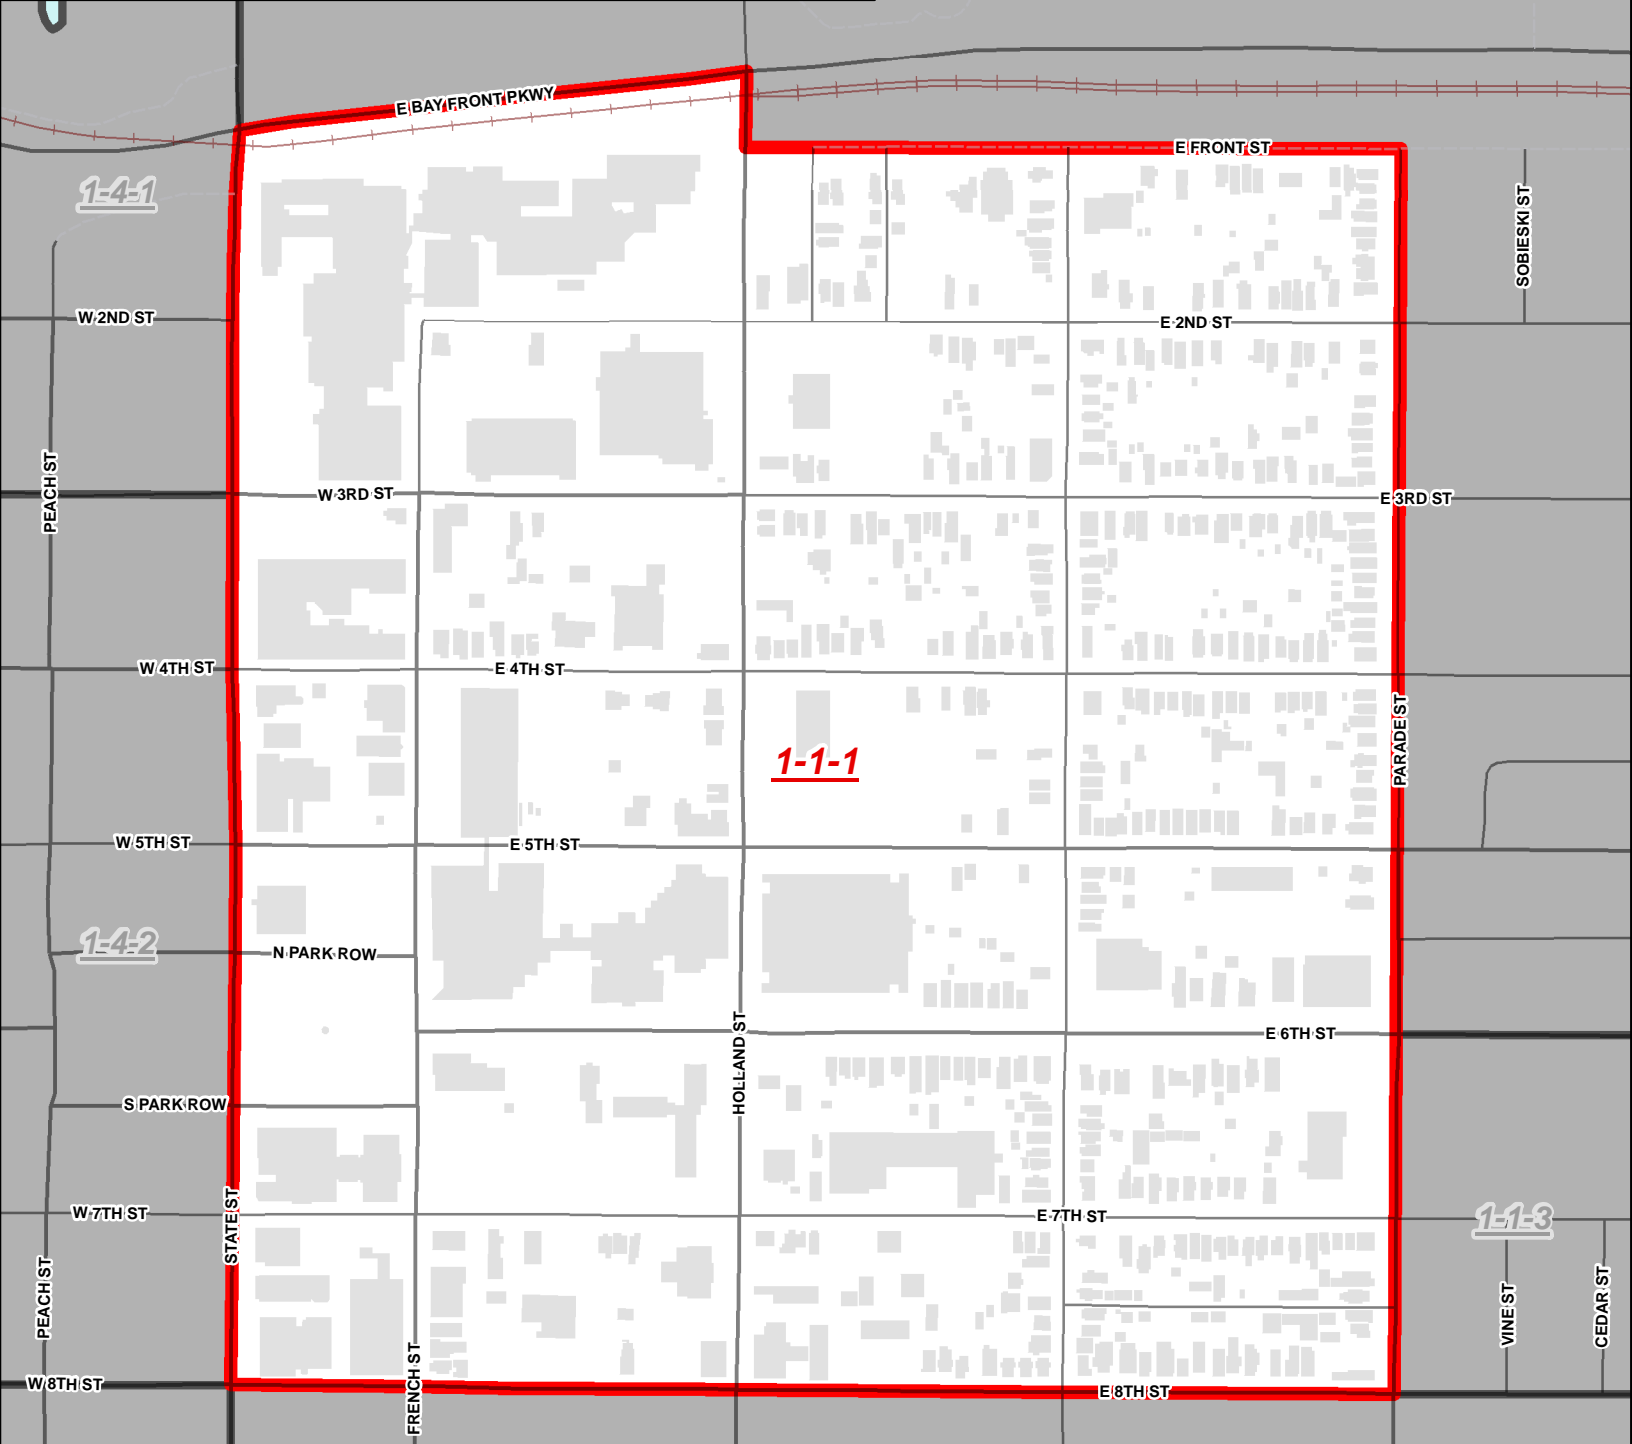 E BAY FRONT PKWY
E FRONT ST
1-4-1
SOBIESKI ST
W 2ND ST
E 2ND ST
PEACH ST
W 3RD ST
E 3RD ST
W 4TH ST
E 4TH ST
PARADE ST
1-1-1
W 5TH ST
E 5TH ST
1-4-2
N PARK ROW
HOLLAND ST
E 6TH ST
S PARK ROW
STATE ST
W 7TH ST
E 7TH ST
1-1-3
PEACH ST
VINE ST
CEDAR ST
FRENCH ST
W 8TH ST
E 8TH ST